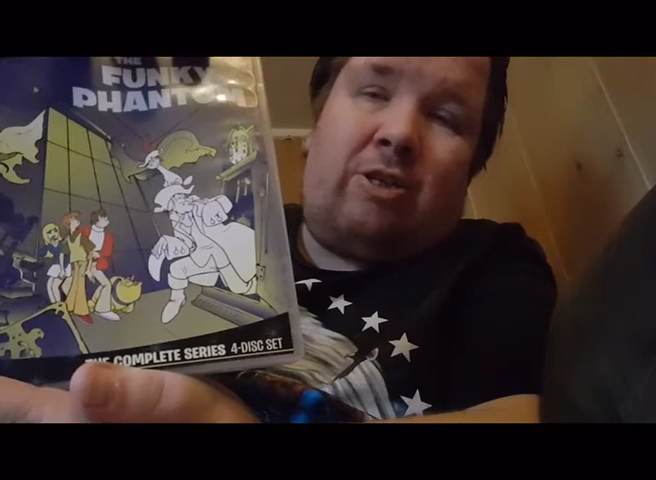 THE
FUNKY
PHANTOM
THE COMPLETE SERIES 4-DISC SET